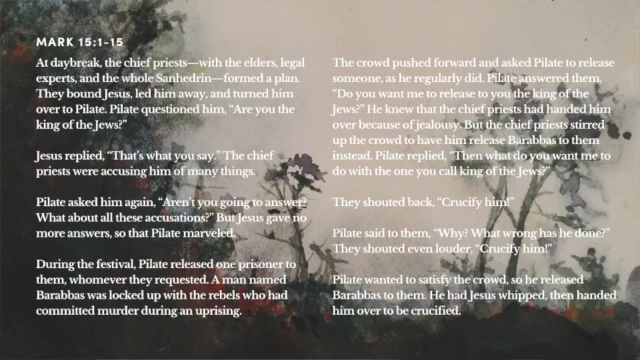 MARK 15:1-15
At daybreak, the chief priests—with the elders, legal
experts, and the whole Sanhedrin—formed a plan.
They bound Jesus, led him away, and turned him
over to Pilate. Pilate questioned him, “Are you the
king of the Jews?”
Jesus replied, “That’s what you say.” The chief
priests were accusing him of many things.
Pilate asked him again, “Aren’t you going to answer?
What about all these accusations?” But Jesus gave no
more answers, so that Pilate marveled.
During the festival, Pilate released one prisoner to
them, whomever they requested. A man named
Barabbas was locked up with the rebels who had
committed murder during an uprising.
The crowd pushed forward and asked Pilate to release
someone, as he regularly did. Pilate answered them,
“Do you want me to release to you the king of the
Jews?” He knew that the chief priests had handed him
over because of jealousy. But the chief priests stirred
up the crowd to have him release Barabbas to them
instead. Pilate replied, “Then what do you want me to
do with the one you call king of the Jews?”
They shouted back, “Crucify him!”
Pilate said to them, “Why? What wrong has he done?”
They shouted even louder, “Crucify him!”
Pilate wanted to satisfy the crowd, so he released
Barabbas to them. He had Jesus whipped, then handed
him over to be crucified.